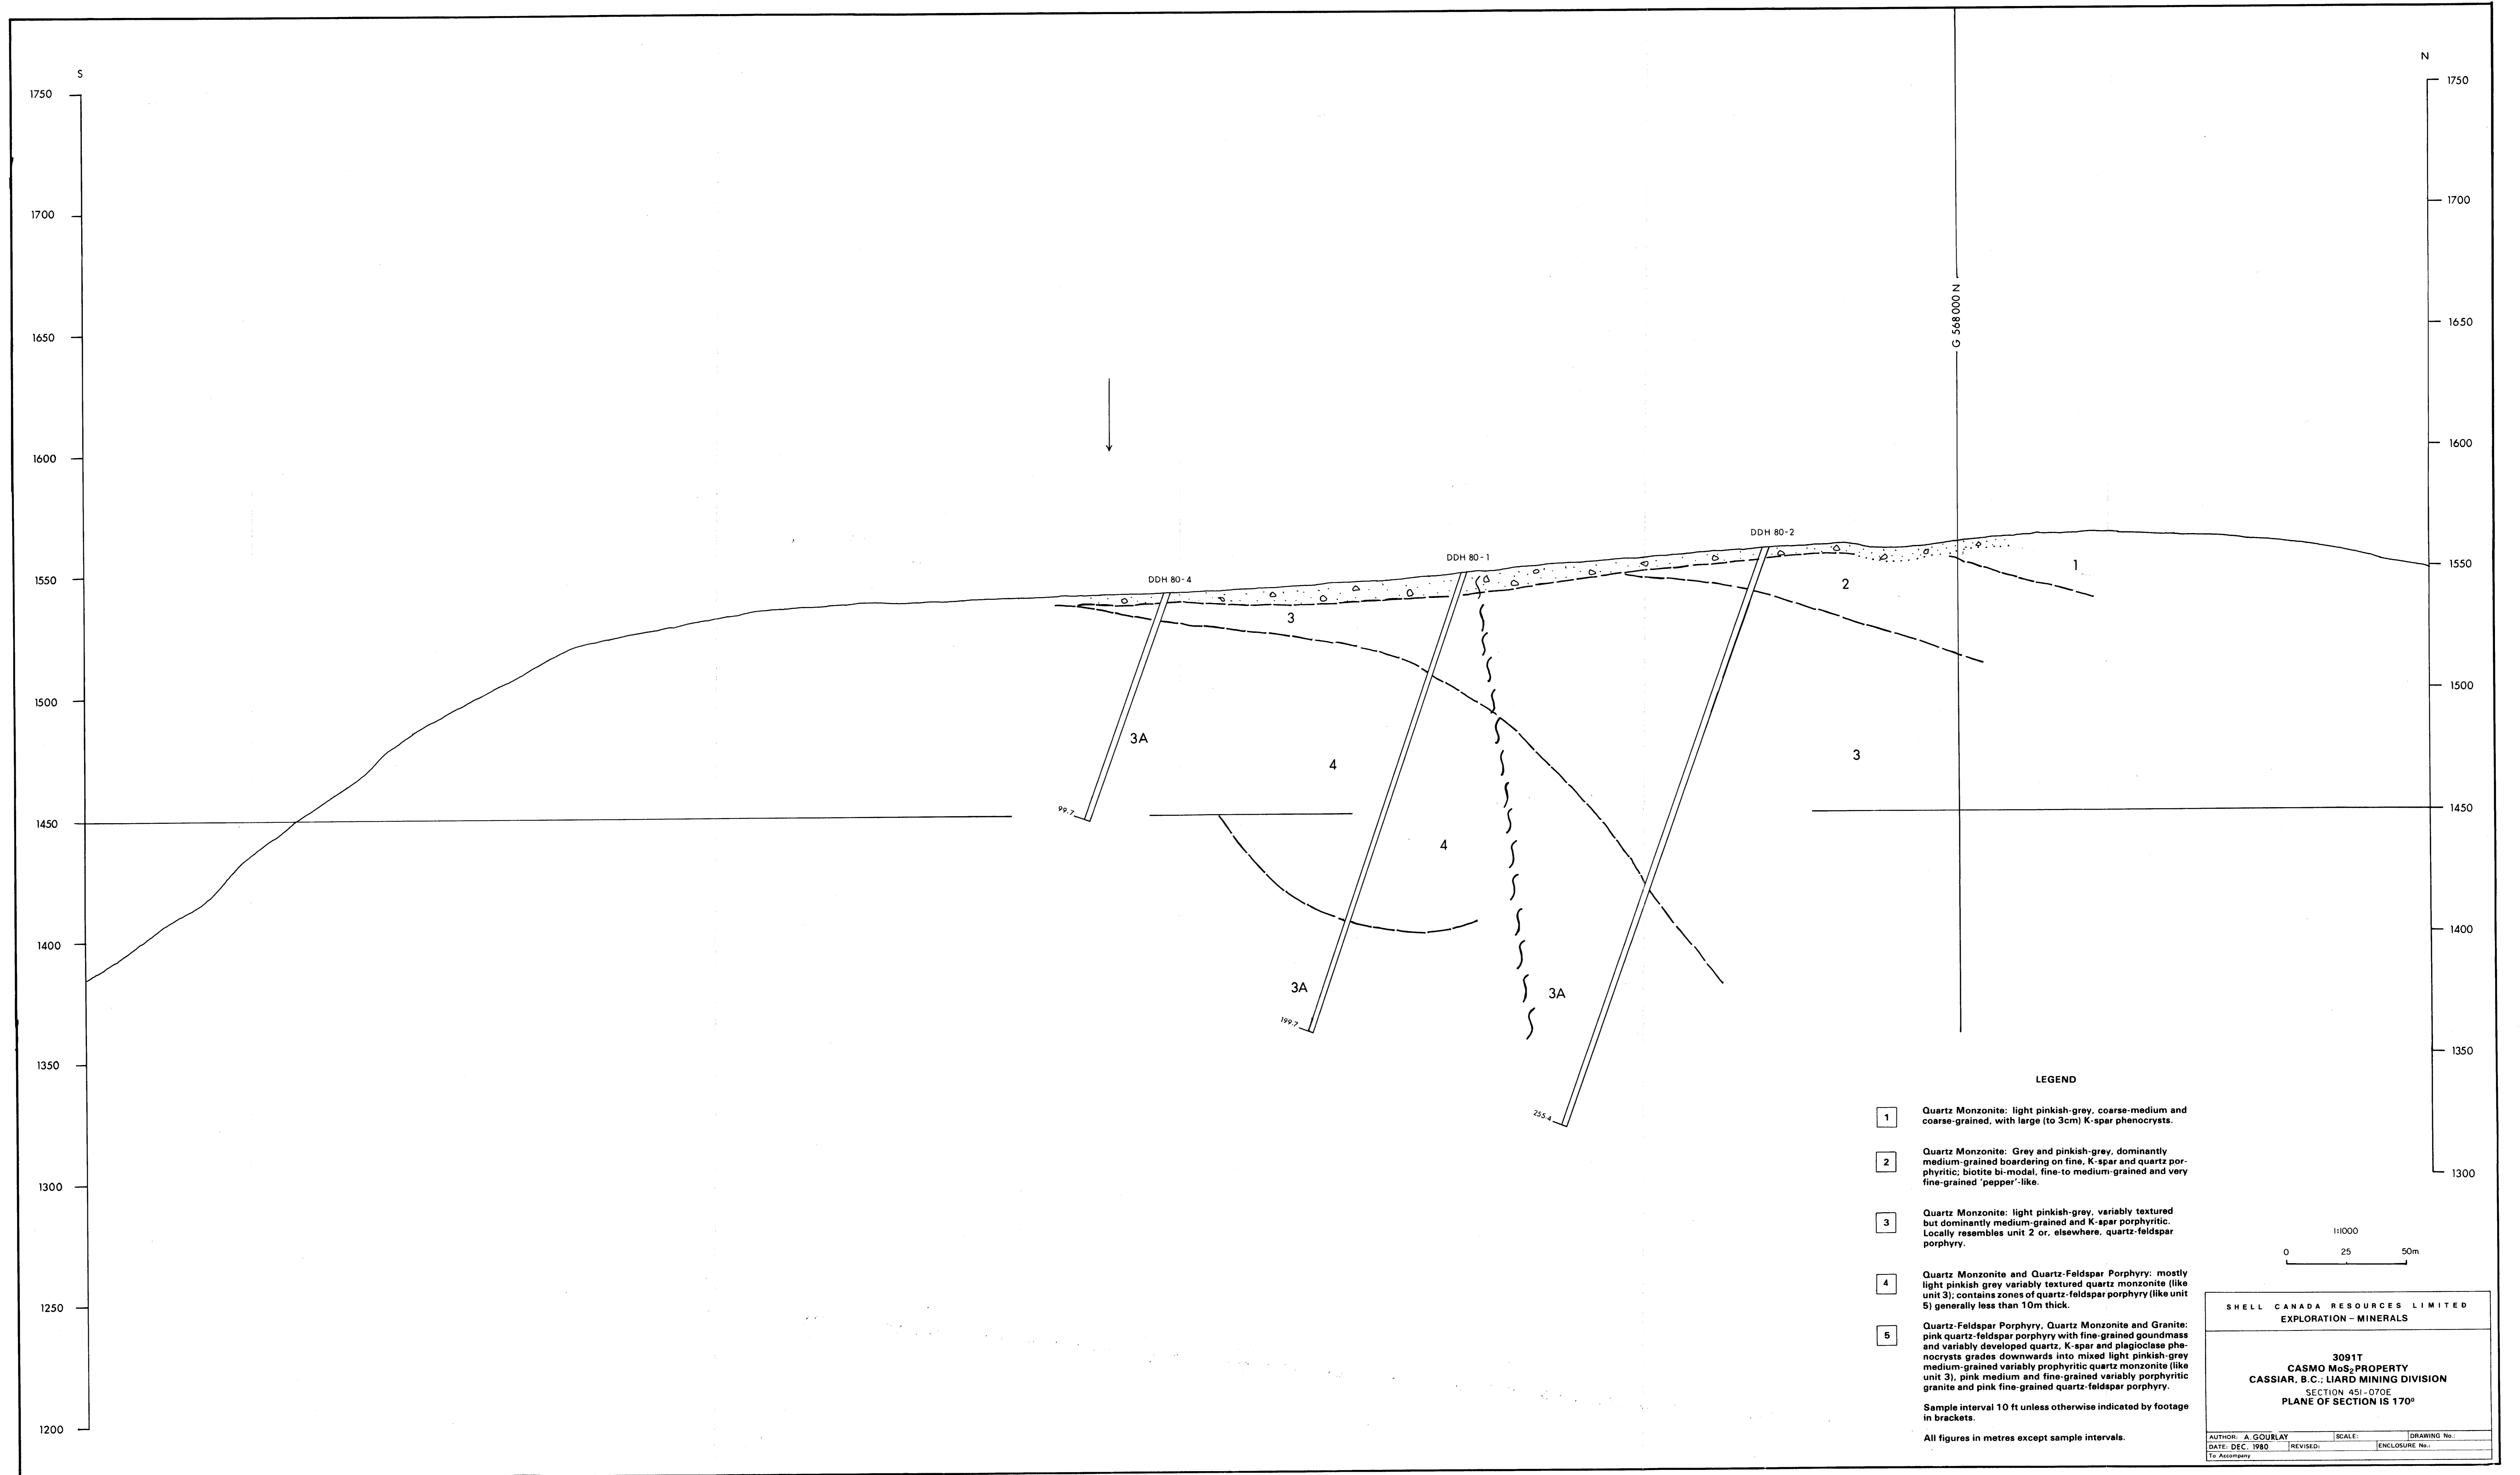 S
N
1750
1700
1650
1600
1550
1500
1450
1400
1350
1300
1250
1200
1750
1700
1650
1600
1550
1500
1450
1400
1350
1300
G 568 000 N
DDH 80-4
DDH 80-1
DDH 80-2
3
2
1
3A
4
3
4
3A
3A
99.7
199.7
255.4
LEGEND
1
Quartz Monzonite: light pinkish-grey, coarse-medium and
coarse-grained, with large (to 3cm) K-spar phenocrysts.
2
Quartz Monzonite: Grey and pinkish-grey, dominantly
medium-grained boardering on fine, K-spar and quartz por-
phyritic; biotite bi-modal, fine-to medium-grained and very
fine-grained 'pepper'-like.
3
Quartz Monzonite: light pinkish-grey, variably textured
but dominantly medium-grained and K-spar porphyritic.
Locally resembles unit 2 or, elsewhere, quartz-feldspar
porphyry.
4
Quartz Monzonite and Quartz-Feldspar Porphyry: mostly
light pinkish grey variably textured quartz monzonite (like
unit 3); contains zones of quartz-feldspar porphyry (like unit
5) generally less than 10m thick.
5
Quartz-Feldspar Porphyry, Quartz Monzonite and Granite:
pink quartz-feldspar porphyry with fine-grained goundmass
and variably developed quartz, K-spar and plagioclase phe-
nocrysts grades downwards into mixed light pinkish-grey
medium-grained variably prophyritic quartz monzonite (like
unit 3), pink medium and fine-grained variably porphyritic
granite and pink fine-grained quartz-feldspar porphyry.
Sample interval 10 ft unless otherwise indicated by footage
in brackets.
All figures in metres except sample intervals.
1:1000
0 25 50m
SHELL CANADA RESOURCES LIMITED
EXPLORATION – MINERALS
3091T
CASMO MoS₂ PROPERTY
CASSIAR, B.C.; LIARD MINING DIVISION
SECTION 451-070E
PLANE OF SECTION IS 170°
AUTHOR: A. GOURLAY SCALE: DRAWING No.:
DATE: DEC. 1980 REVISED: ENCLOSURE No.:
To Accompany